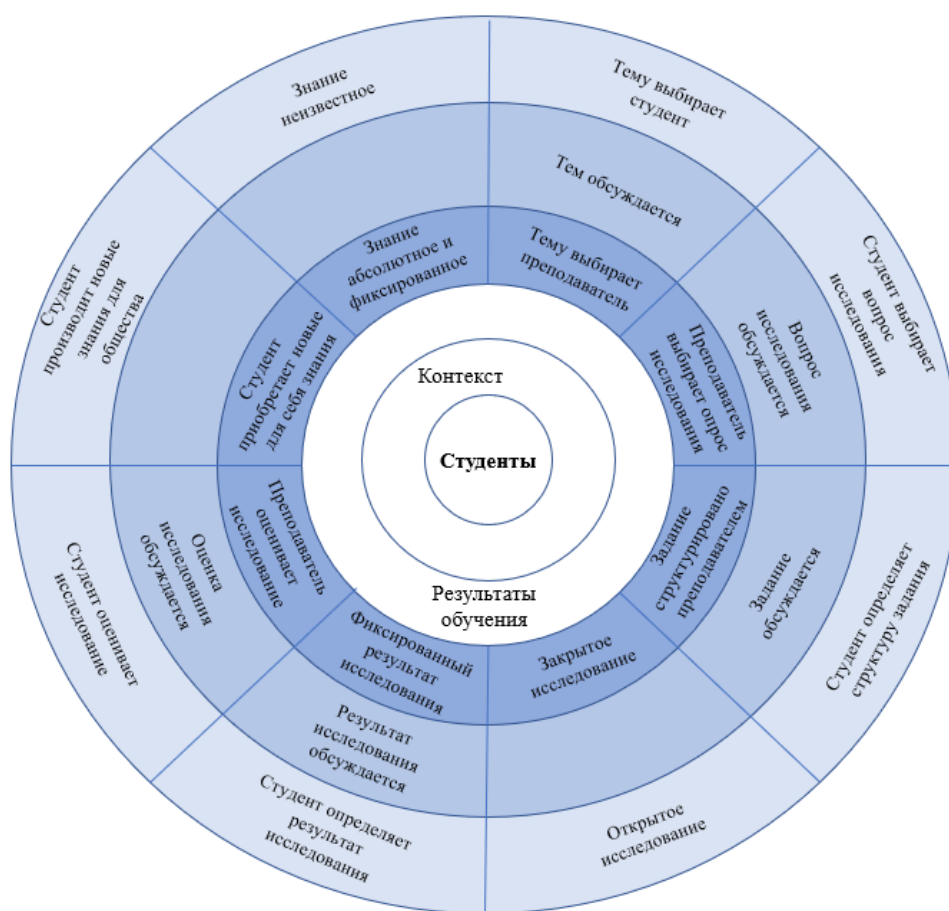 Знание
неизвестное
Тему выбирает
студент
Тем обсуждается
Знание
абсолютное и
фиксированное
Тему выбирает
преподаватель
Студент
производит новые
знания для
общества
Студент
приобретает новые
для себя знания
Преподаватель
выбирает опрос
исследования
Вопрос
исследования
обсуждается
Студент выбирает
вопрос
исследования
Контекст
Студенты
Результаты
обучения
Студент оценивает
исследование
Оценка
исследования
обсуждается
Преподаватель
оценивает
исследование
Задание
структурировано
преподавателем
Задание
обсуждается
Студент определяет
структуру задания
Фиксированный
результат
исследования
Закрытое
исследование
Результат
исследования
обсуждается
Студент определяет
результат
исследования
Открытое
исследование